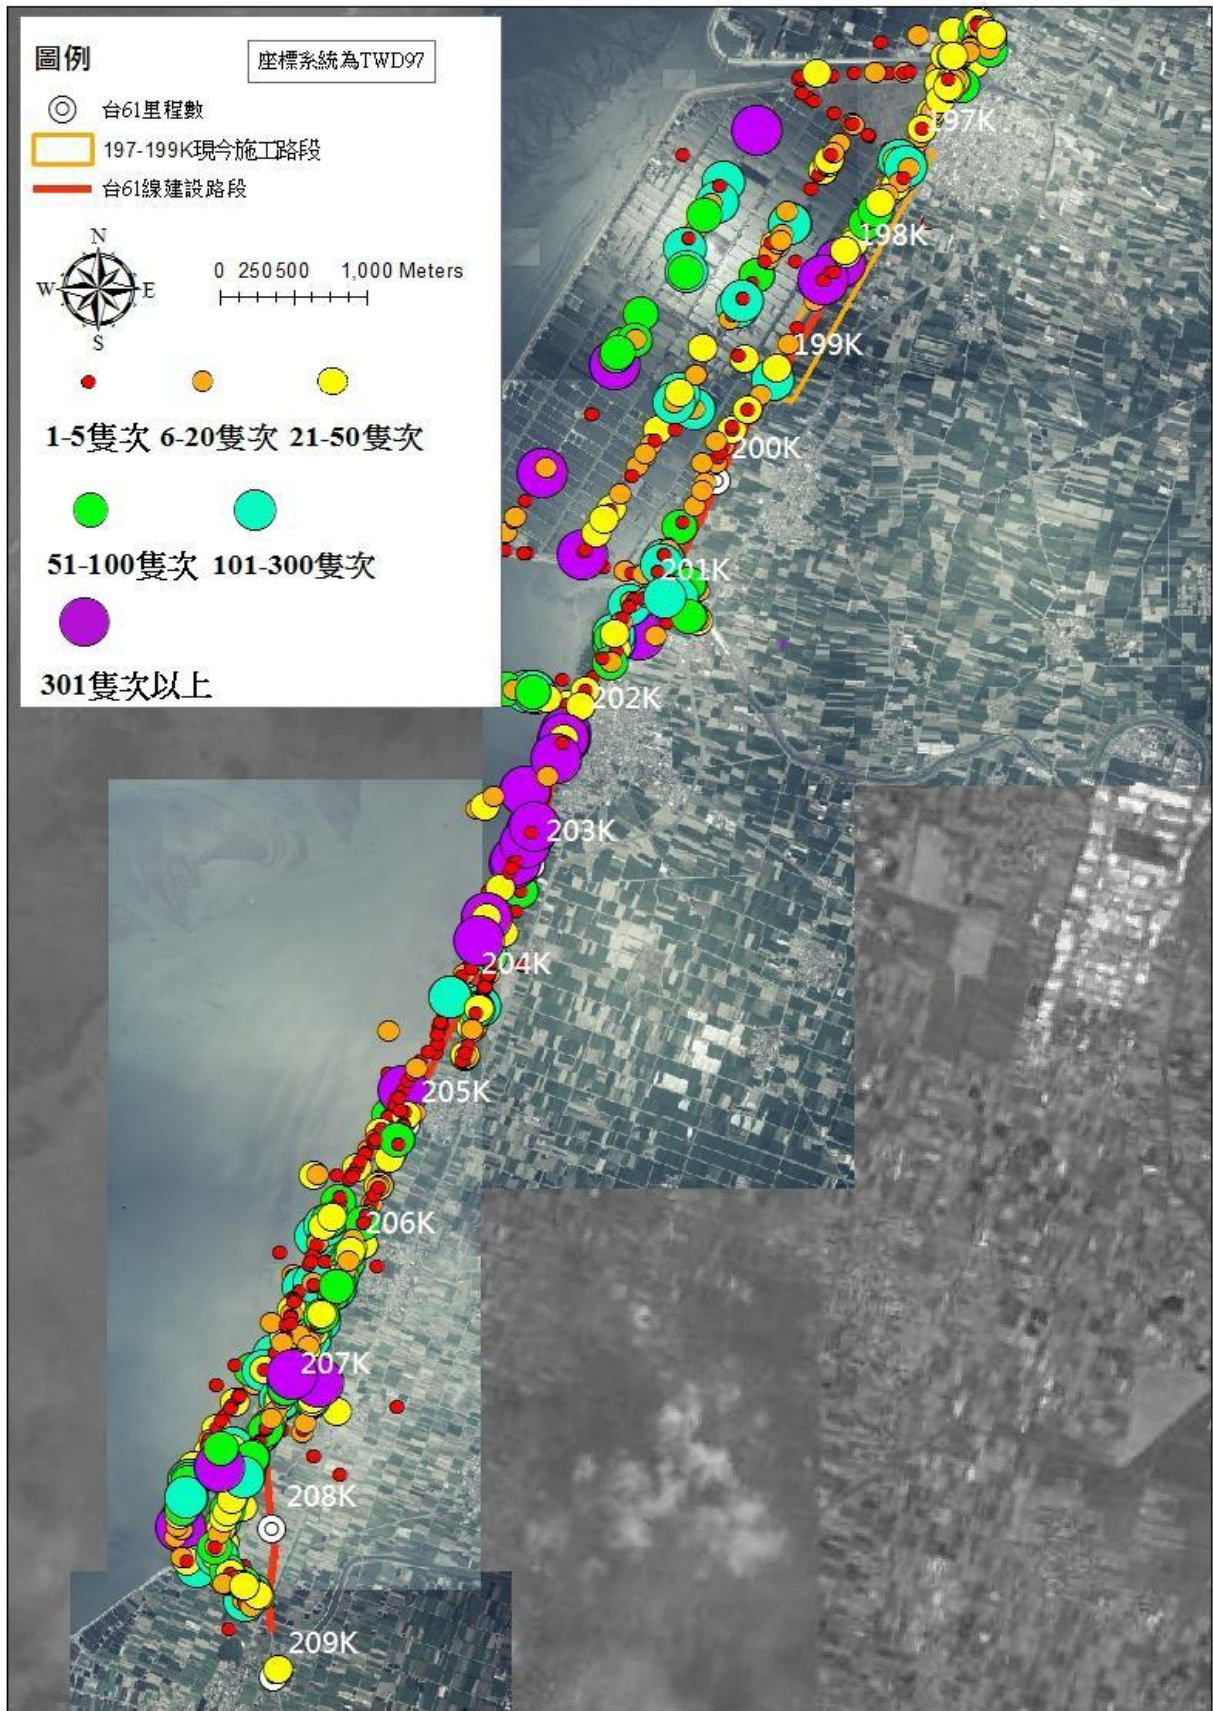 圖例
座標系統為TWD97
台61里程數
197-199K現今施工路段
台61線建設路段
N
W E
S
0 250 500 1,000 Meters
1-5隻次 6-20隻次 21-50隻次
51-100隻次 101-300隻次
301隻次以上
197K
198K
199K
200K
201K
202K
203K
204K
205K
206K
207K
208K
209K